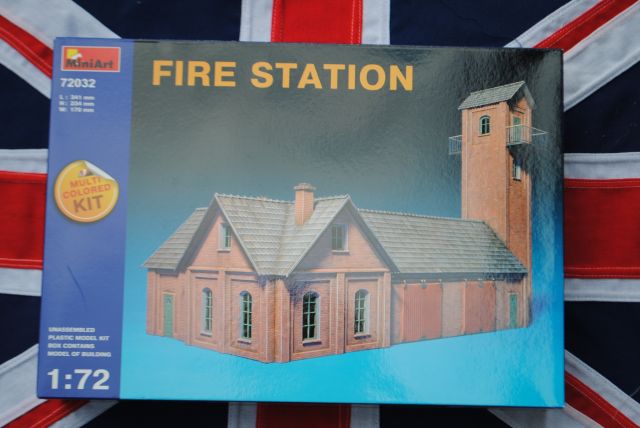 MiniArt
72032
L: 341 mm
H: 234 mm
W: 170 mm
FIRE STATION
MULTI
COLORED
KIT
UNASSEMBLED
PLASTIC MODEL KIT
BOX CONTAINS
MODEL OF BUILDING
1:72